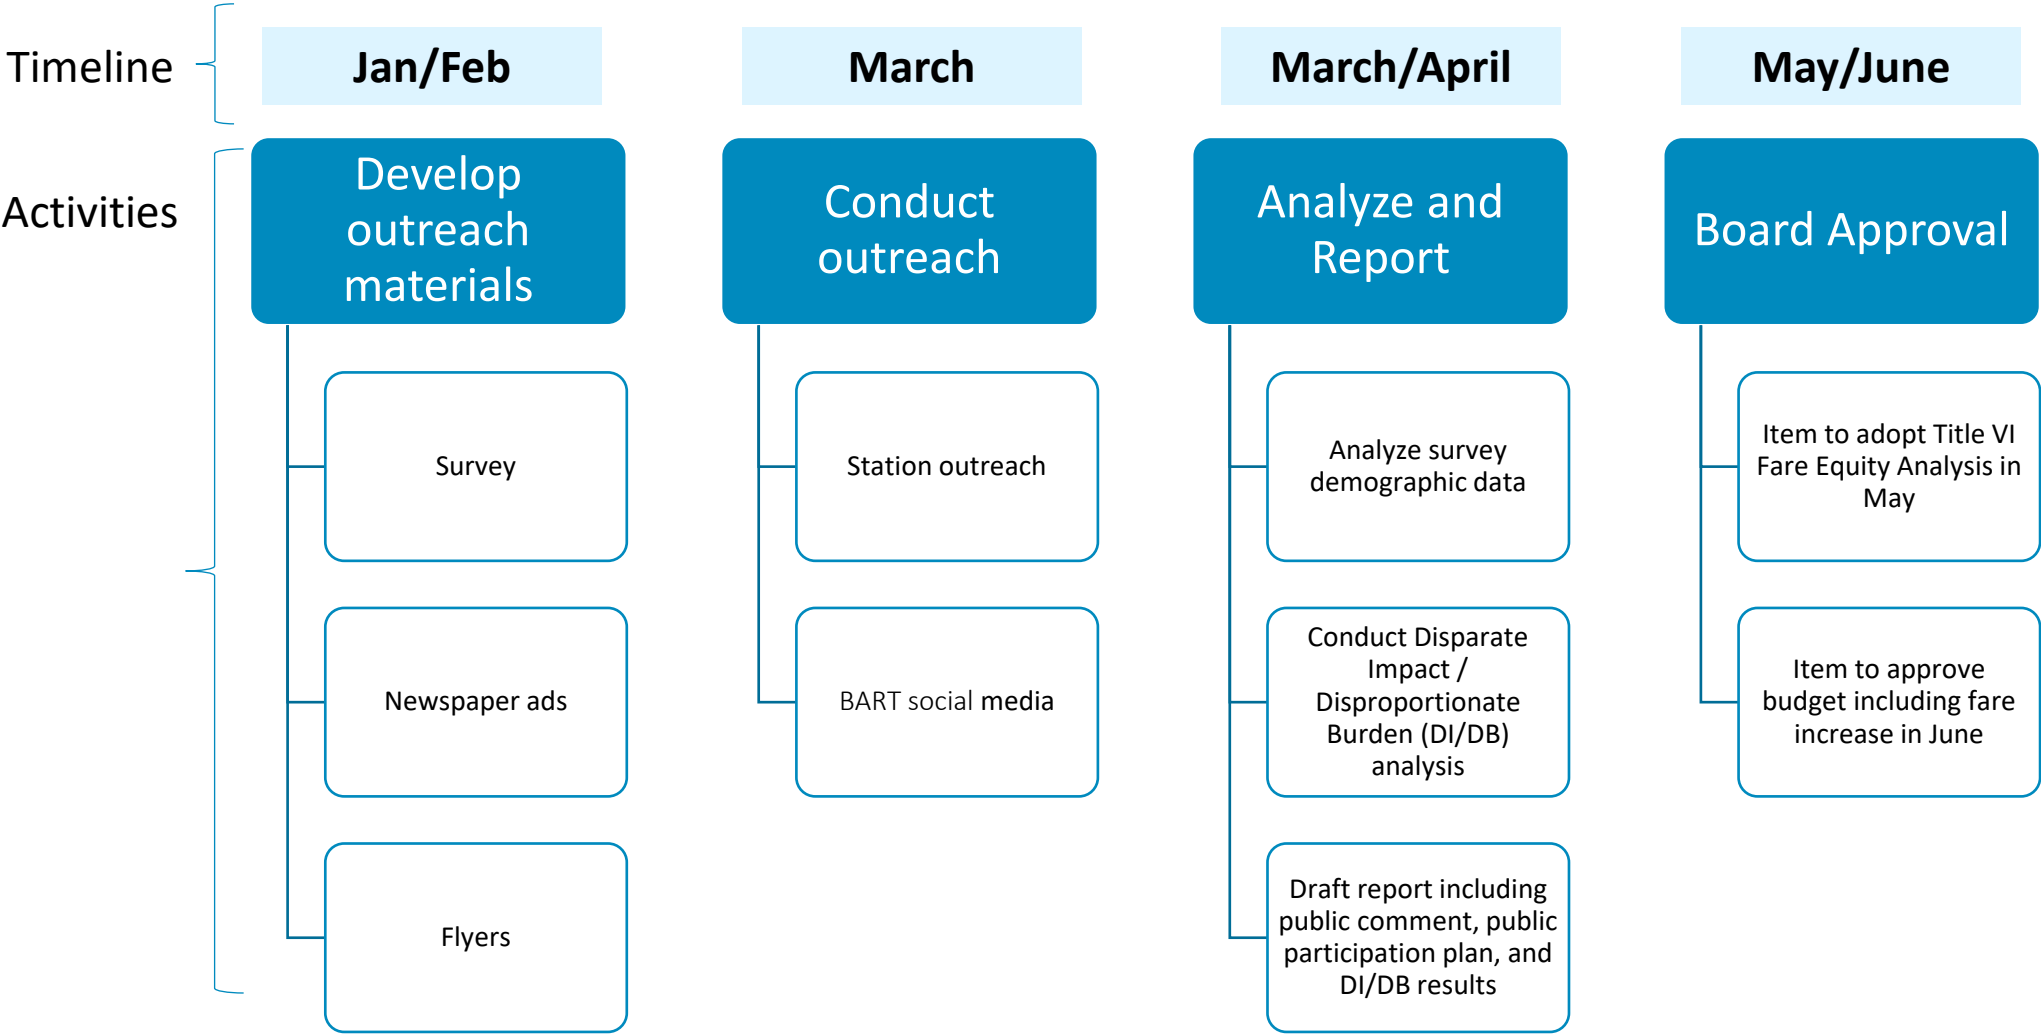 Timeline
Jan/Feb
March
March/April
May/June
Activities
Develop
outreach
materials
Survey
Newspaper ads
Flyers
Conduct
outreach
Station outreach
BART social media
Analyze and
Report
Analyze survey
demographic data
Conduct Disparate
Impact /
Disproportionate
Burden (DI/DB)
analysis
Draft report including
public comment, public
participation plan, and
DI/DB results
Board Approval
Item to adopt Title VI
Fare Equity Analysis in
May
Item to approve
budget including fare
increase in June